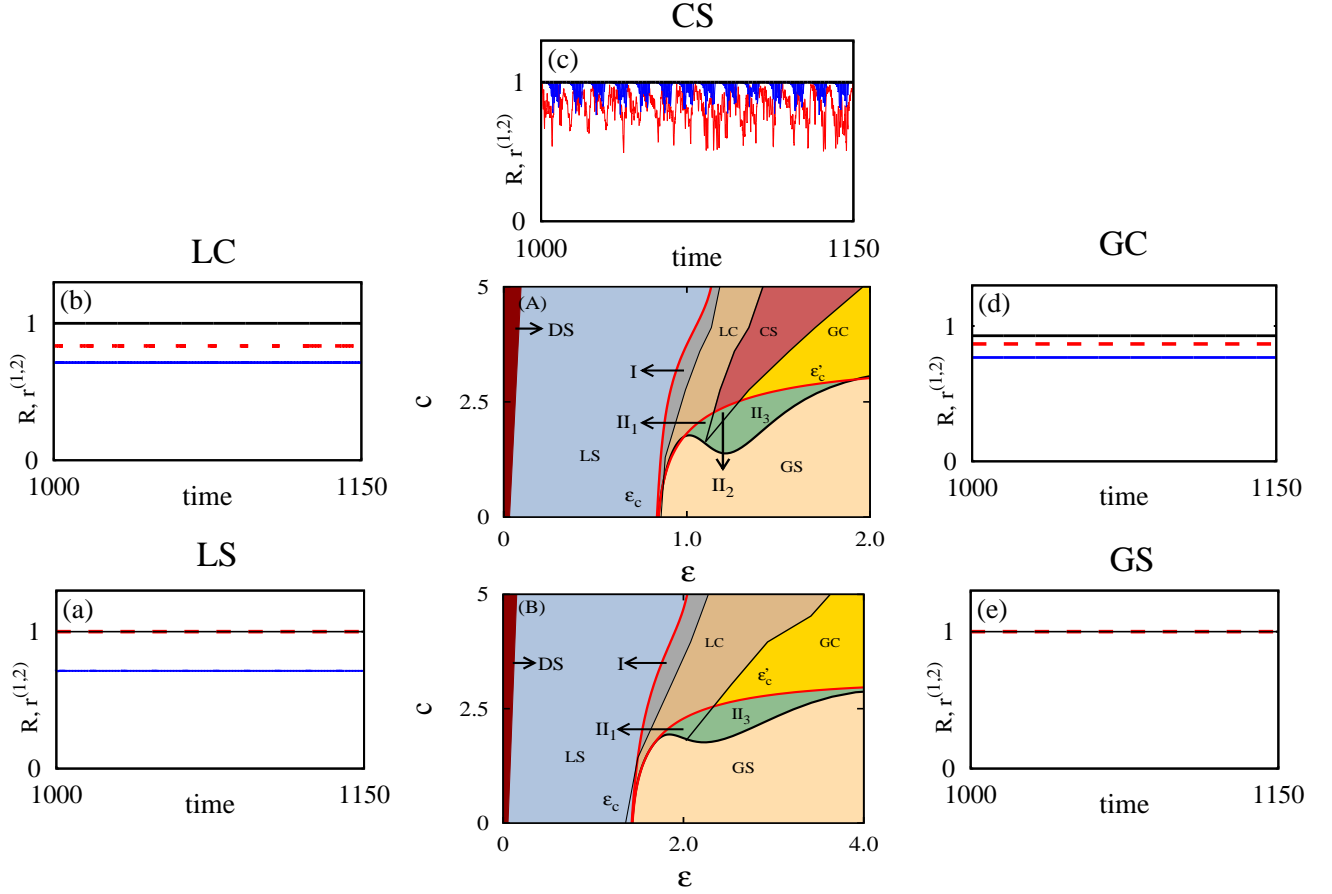 CS
(c)
1
0
R, r^(1,2)
1000
1150
time
LC
(b)
1
0
R, r^(1,2)
1000
1150
time
GC
(d)
1
0
R, r^(1,2)
1000
1150
time
(A)
5
2.5
0
c
DS
LC
CS
GC
I
ε'_c
II_1
II_3
LS
GS
ε_c
II_2
0
1.0
2.0
ε
LS
(a)
1
0
R, r^(1,2)
1000
1150
time
(B)
5
2.5
0
c
LC
GC
DS
I
ε'_c
II_1
II_3
LS
GS
ε_c
0
2.0
4.0
ε
GS
(e)
1
0
R, r^(1,2)
1000
1150
time